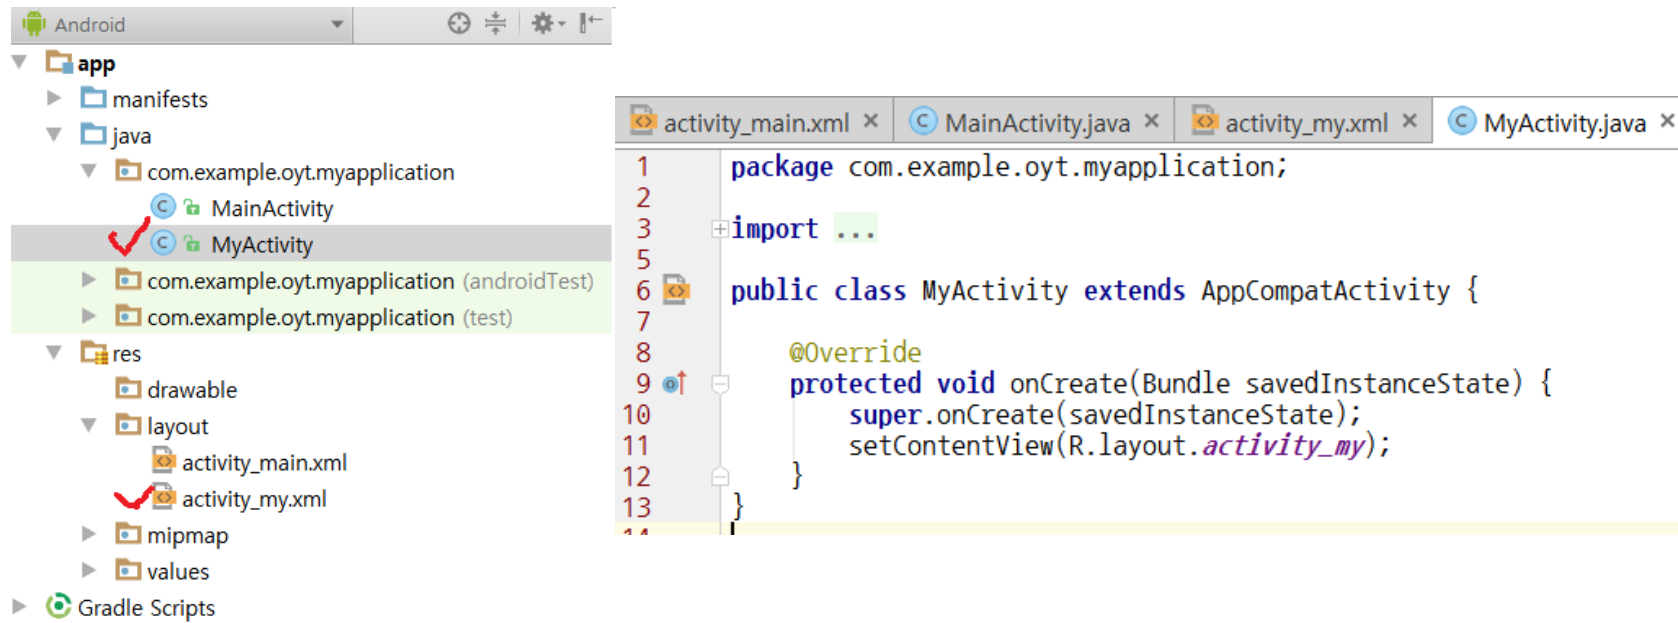 Android
app
manifests
java
com.example.oyt.myapplication
MainActivity
MyActivity
com.example.oyt.myapplication (androidTest)
com.example.oyt.myapplication (test)
res
drawable
layout
activity_main.xml
activity_my.xml
mipmap
values
Gradle Scripts
activity_main.xml MainActivity.java activity_my.xml MyActivity.java
1 package com.example.oyt.myapplication;
2
3 import ...
5
6 public class MyActivity extends AppCompatActivity {
7
8 @Override
9 protected void onCreate(Bundle savedInstanceState) {
10 super.onCreate(savedInstanceState);
11 setContentView(R.layout.activity_my);
12 }
13 }
14